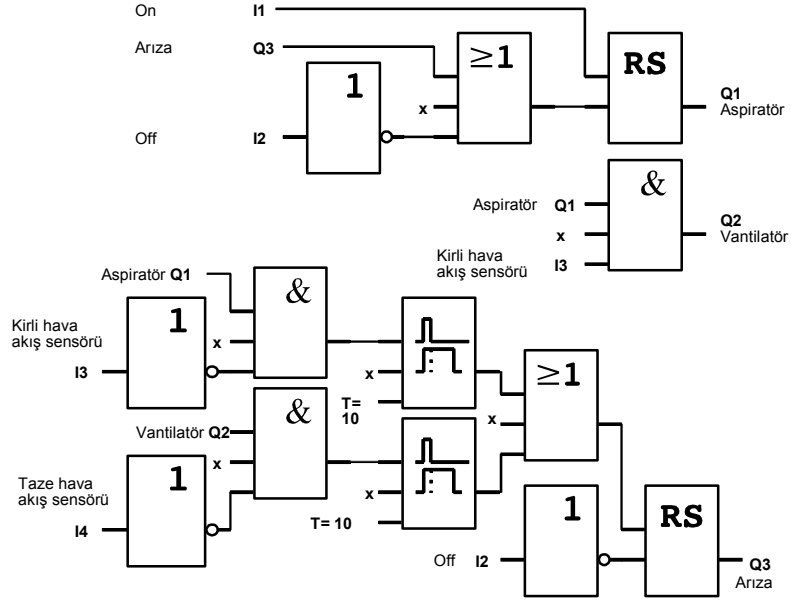 On I1
Arıza Q3
≥1
RS
1
x
Q1
Aspiratör
Off I2
&
Aspiratör Q1
Q2
Vantilatör
x
Kirli hava
akış sensörü
I3
Aspiratör Q1
&
1
Kirli hava
akış sensörü
x
I3
x
≥1
T=
10
&
Vantilatör Q2
x
1
x
Taze hava
akış sensörü
x
I4
T= 10
1
RS
Off I2
Q3
Arıza